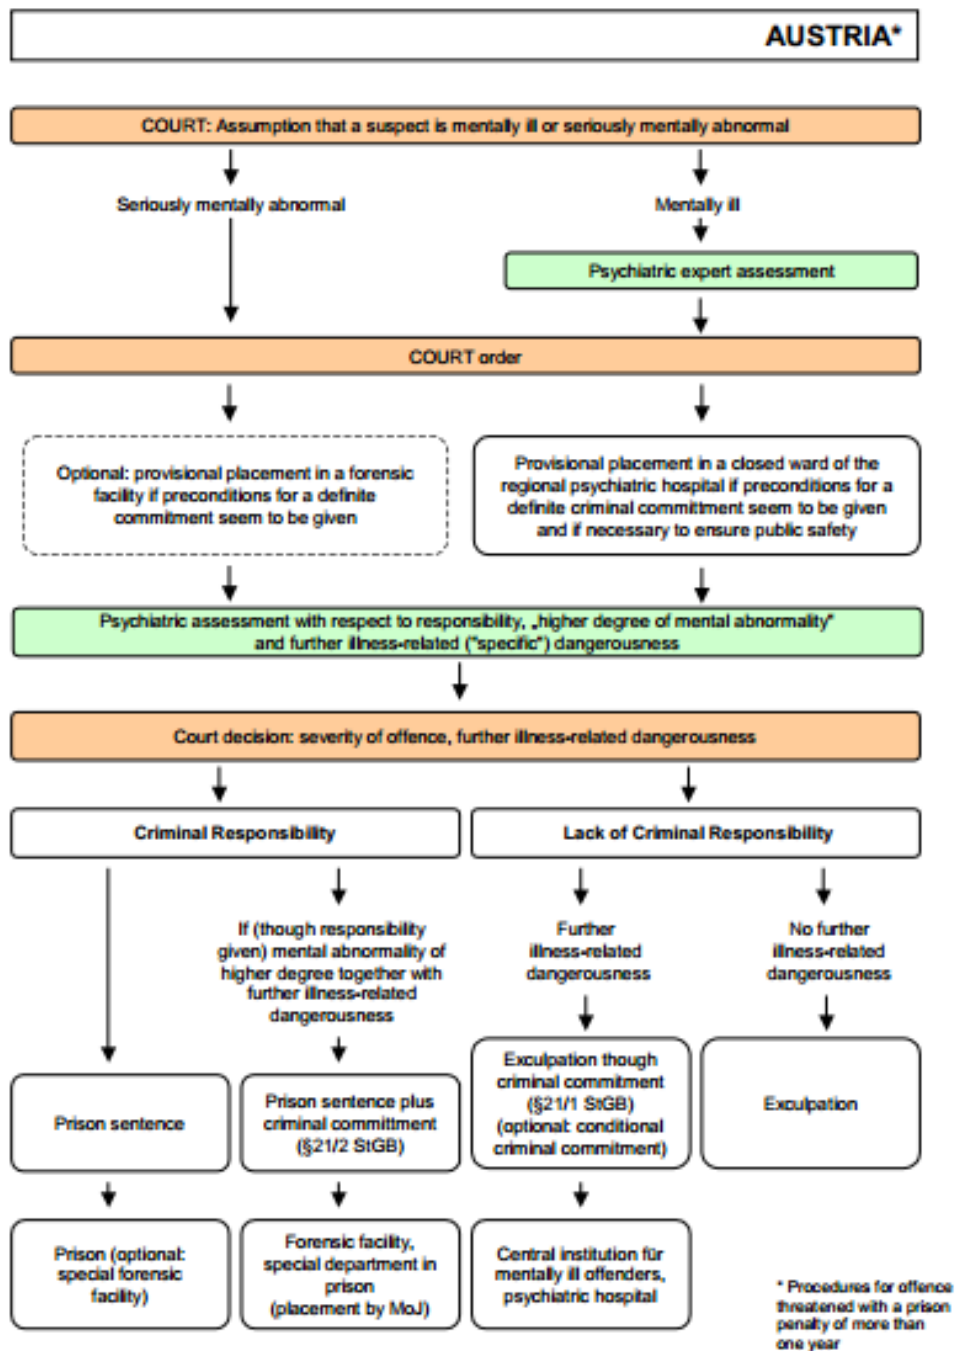 AUSTRIA*
COURT: Assumption that a suspect is mentally ill or seriously mentally abnormal
Seriously mentally abnormal
Mentally ill
Psychiatric expert assessment
COURT order
Optional: provisional placement in a forensic
facility if preconditions for a definite
commitment seem to be given
Provisional placement in a closed ward of the
regional psychiatric hospital if preconditions for a
definite criminal committment seem to be given
and if necessary to ensure public safety
Psychiatric assessment with respect to responsibility, „higher degree of mental abnormality"
and further illness-related ("specific") dangerousness
Court decision: severity of offence, further illness-related dangerousness
Criminal Responsibility
Lack of Criminal Responsibility
If (though responsibility
given) mental abnormality of
higher degree together with
further illness-related
dangerousness
Further
illness-related
dangerousness
No further
illness-related
dangerousness
Prison sentence
Prison sentence plus
criminal committment
(§21/2 StGB)
Exculpation though
criminal commitment
(§21/1 StGB)
(optional: conditional
criminal commitment)
Exculpation
Prison (optional:
special forensic
facility)
Forensic facility,
special department in
prison
(placement by MoJ)
Central institution für
mentally ill offenders,
psychiatric hospital
* Procedures for offence
threatened with a prison
penalty of more than
one year